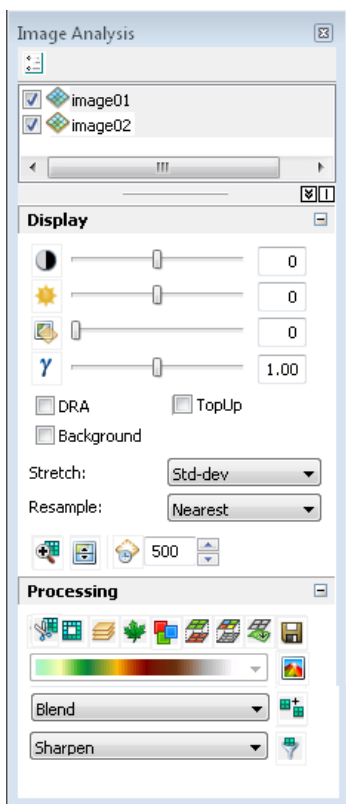 Image Analysis
image01
image02
Display
0
0
0
γ 1.00
DRA TopUp
Background
Stretch: Std-dev
Resample: Nearest
500
Processing
Blend
Sharpen